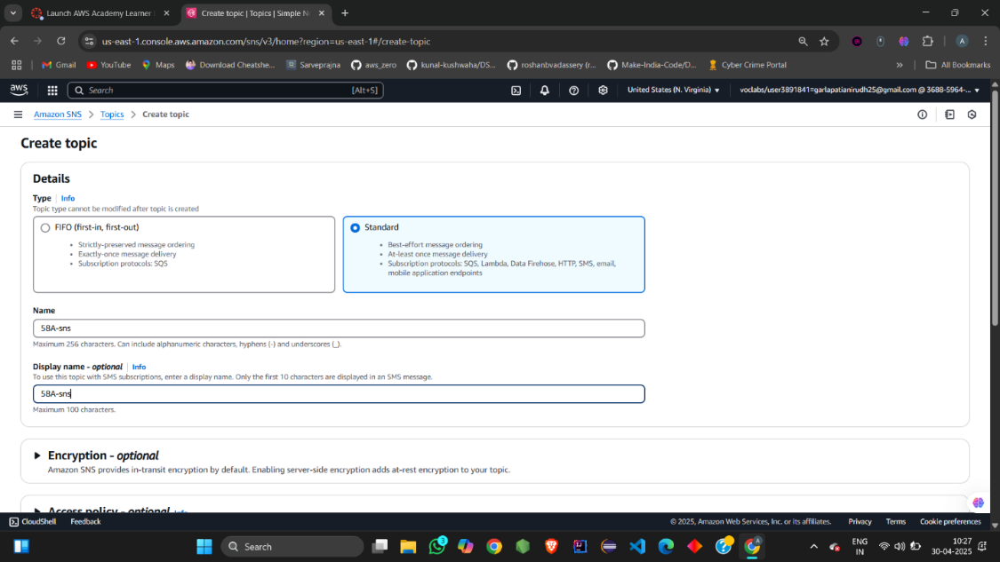 Launch AWS Academy Learner
Create topic | Topics | Simple N
us-east-1.console.aws.amazon.com/sns/v3/home?region=us-east-1#/create-topic
A
Gmail
YouTube
Maps
Download Cheatshe...
Sarveprajna
aws_zero
kunal-kushwaha/DS...
roshanbvadassery (r...
Make-India-Code/D...
Cyber Crime Portal
All Bookmarks
aws
Search
[Alt+S]
United States (N. Virginia)
voclabs/user3891841=garlapatianirudh25@gmail.com @ 3688-5964-...
Amazon SNS
Topics
Create topic
Create topic
Details
Type
Info
Topic type cannot be modified after topic is created
FIFO (first-in, first-out)
• Strictly-preserved message ordering
• Exactly-once message delivery
• Subscription protocols: SQS
Standard
• Best-effort message ordering
• At-least once message delivery
• Subscription protocols: SQS, Lambda, Data Firehose, HTTP, SMS, email,
mobile application endpoints
Name
58A-sns
Maximum 256 characters. Can include alphanumeric characters, hyphens (-) and underscores (_).
Display name - optional
Info
To use this topic with SMS subscriptions, enter a display name. Only the first 10 characters are displayed in an SMS message.
58A-sns
Maximum 100 characters.
Encryption - optional
Amazon SNS provides in-transit encryption by default. Enabling server-side encryption adds at-rest encryption to your topic.
Access policy - optional
Info
CloudShell
Feedback
© 2025, Amazon Web Services, Inc. or its affiliates.
Privacy
Terms
Cookie preferences
Search
3
A
ENG
IN
10:27
30-04-2025